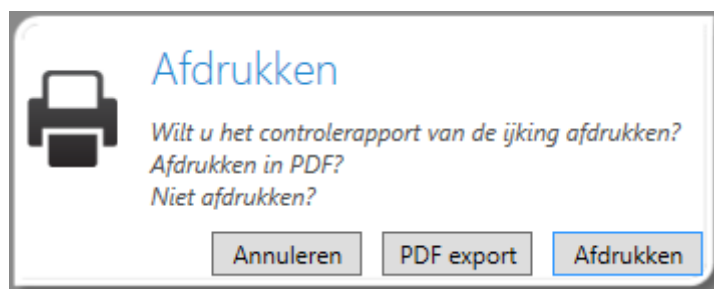 Afdrukken
Wilt u het controlerapport van de ijking afdrukken?
Afdrukken in PDF?
Niet afdrukken?
Annuleren PDF export Afdrukken